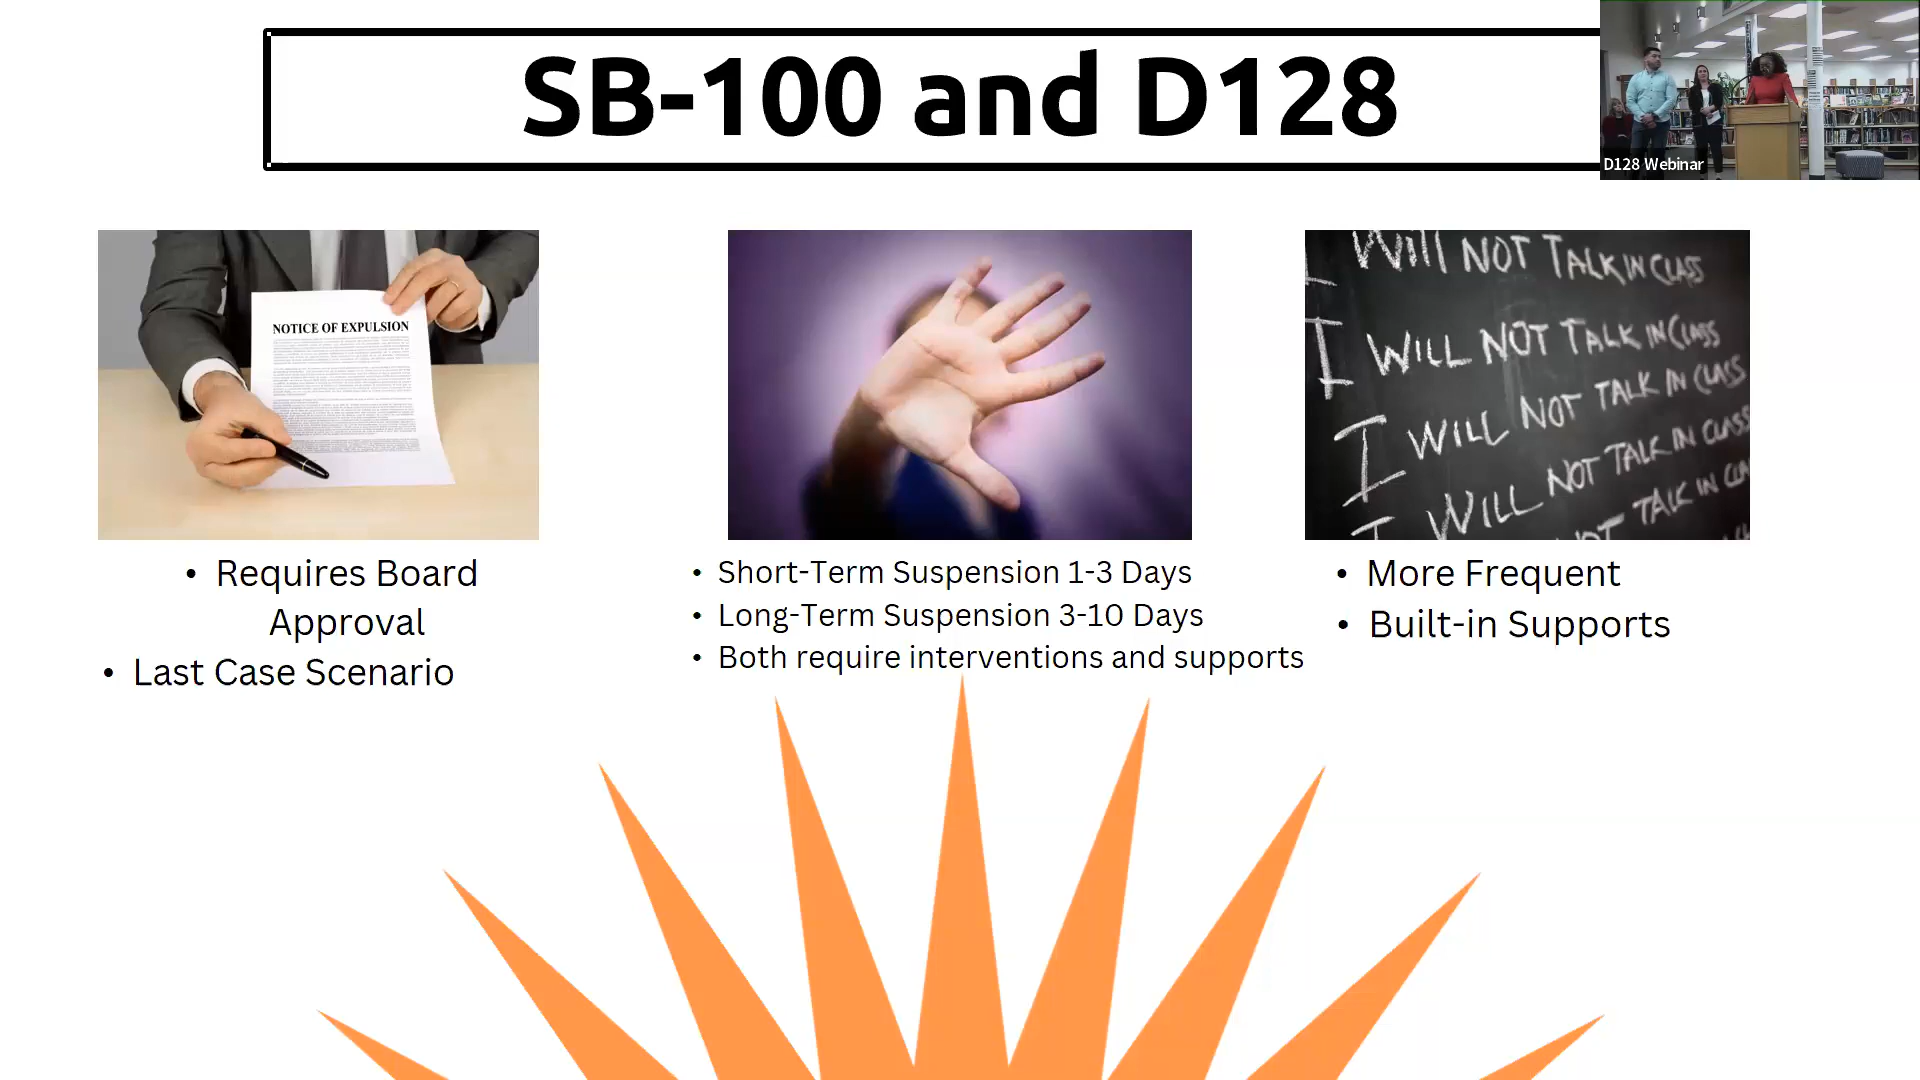 SB-100 and D128
D128 Webinar
NOTICE OF EXPULSION
I WILL NOT TALK IN CLASS
I WILL NOT TALK IN CLASS
I WILL NOT TALK IN CLASS
I WILL NOT TALK IN CLASS
NOT TALK IN
• Requires Board
Approval
• Last Case Scenario
• Short-Term Suspension 1-3 Days
• Long-Term Suspension 3-10 Days
• Both require interventions and supports
• More Frequent
• Built-in Supports